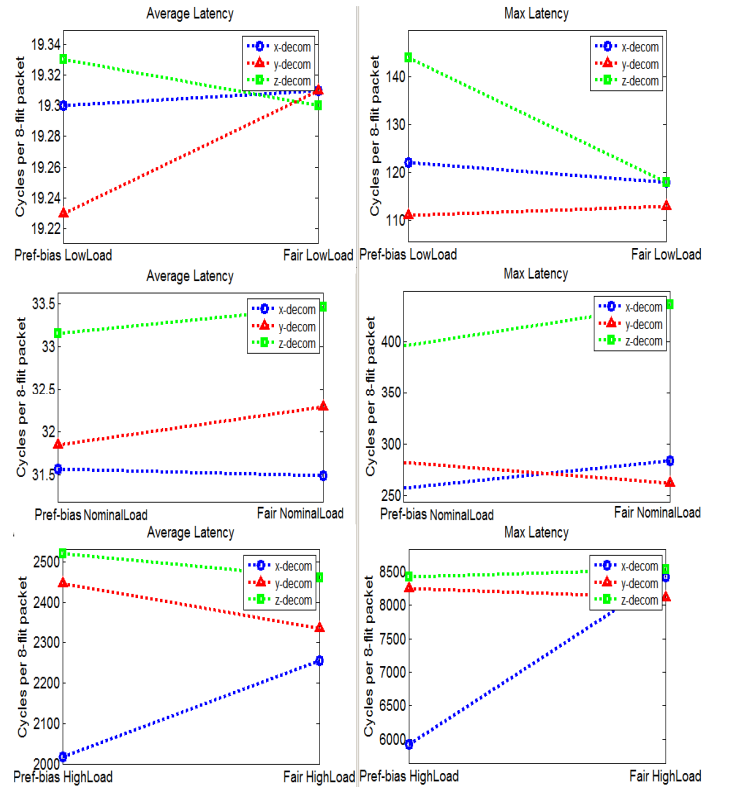 Average Latency
Cycles per 8-flit packet
19.34
19.32
19.3
19.28
19.26
19.24
19.22
x-decom
y-decom
z-decom
Pref-bias LowLoad
Fair LowLoad
Max Latency
Cycles per 8-flit packet
140
130
120
110
x-decom
y-decom
z-decom
Pref-bias LowLoad
Fair LowLoad
Average Latency
Cycles per 8-flit packet
33.5
33
32.5
32
31.5
x-decom
y-decom
z-decom
Pref-bias NominalLoad
Fair NominalLoad
Max Latency
Cycles per 8-flit packet
400
350
300
250
x-decom
y-decom
z-decom
Pref-bias NominalLoad
Fair NominalLoad
Average Latency
Cycles per 8-flit packet
2500
2400
2300
2200
2100
2000
x-decom
y-decom
z-decom
Pref-bias HighLoad
Fair HighLoad
Max Latency
Cycles per 8-flit packet
8500
8000
7500
7000
6500
6000
x-decom
y-decom
z-decom
Pref-bias HighLoad
Fair HighLoad